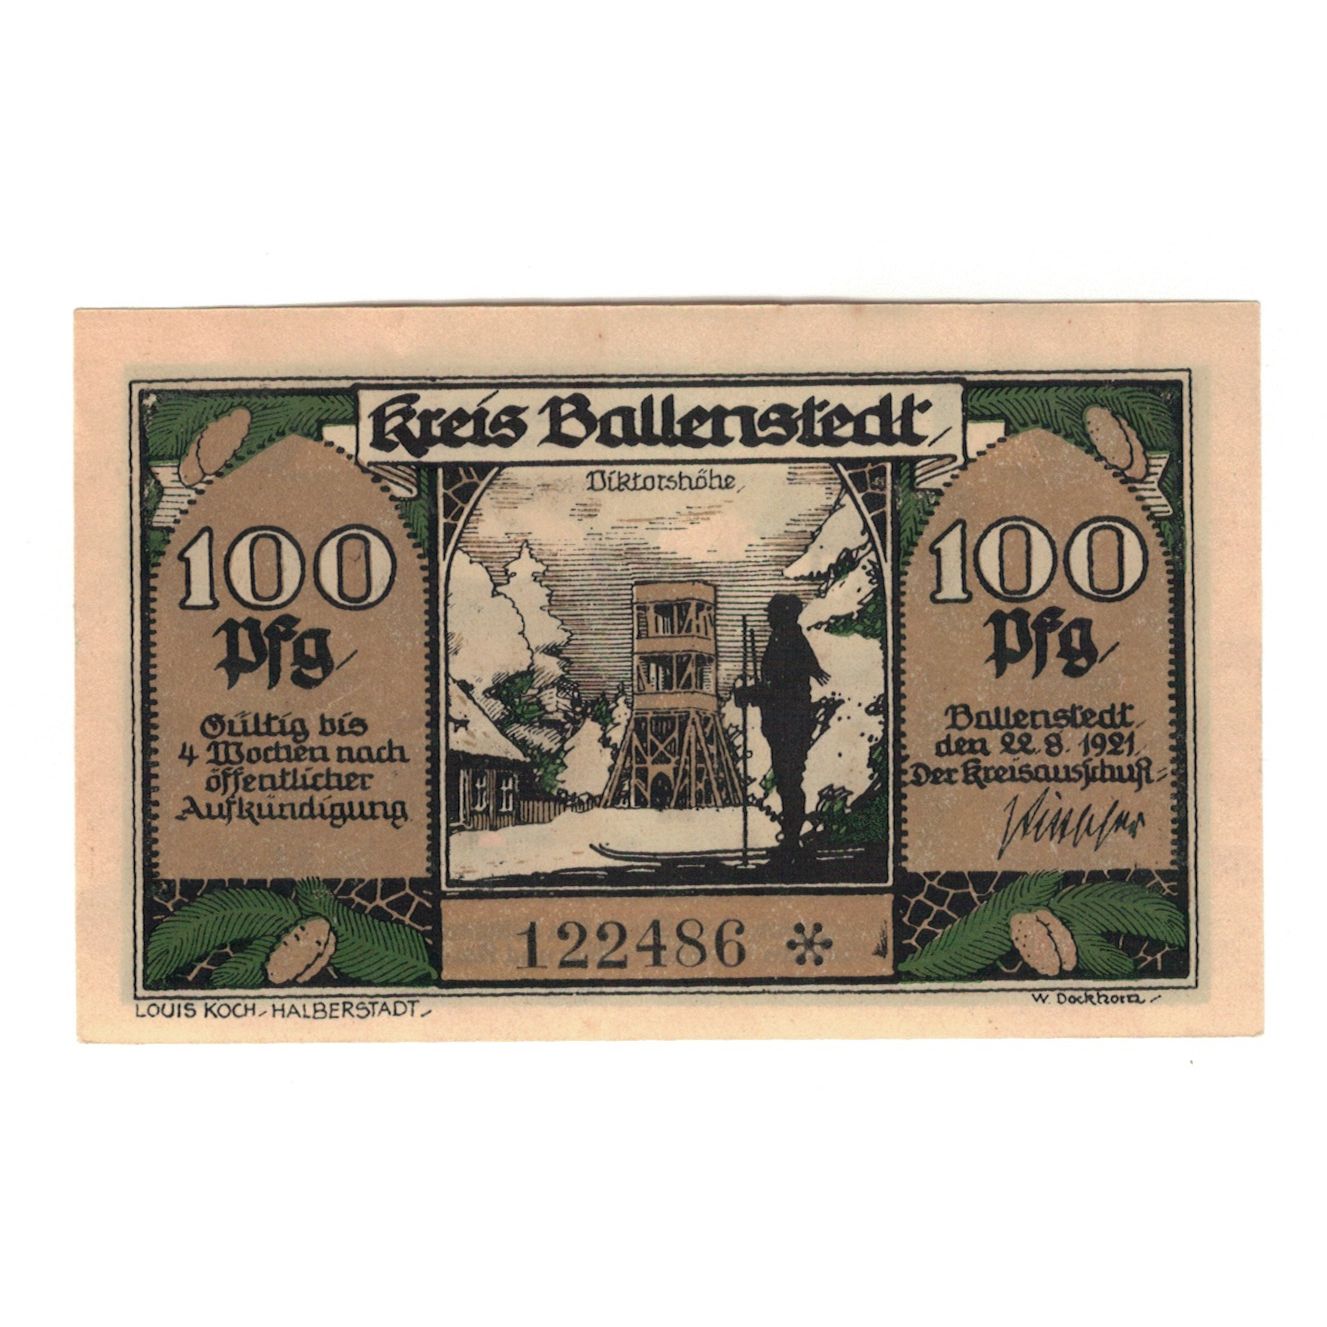 Kreis Ballenstedt
Viktorshöhe
100
Pfg
Gültig bis
4 Wochen nach
öffentlicher
Aufkündigung
100
Pfg
Ballenstedt
den 22.8.1921
Der Kreisausschuß:
122486 *
LOUIS KOCH - HALBERSTADT
W. Dockhorn